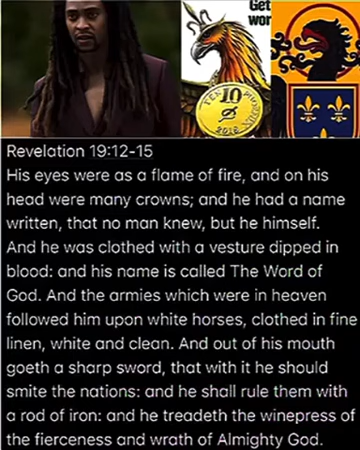 Get
wor
TEN
10
PHOENIX
2018
Revelation 19:12-15
His eyes were as a flame of fire, and on his
head were many crowns; and he had a name
written, that no man knew, but he himself.
And he was clothed with a vesture dipped in
blood: and his name is called The Word of
God. And the armies which were in heaven
followed him upon white horses, clothed in fine
linen, white and clean. And out of his mouth
goeth a sharp sword, that with it he should
smite the nations: and he shall rule them with
a rod of iron: and he treadeth the winepress of
the fierceness and wrath of Almighty God.